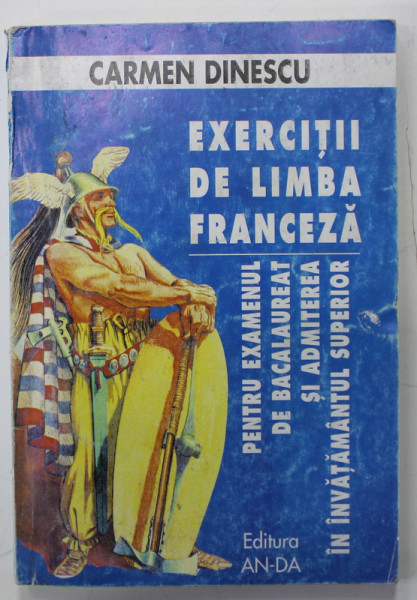 CARMEN DINESCU
EXERCIȚII
DE LIMBA
FRANCEZĂ
PENTRU EXAMENUL
DE BACALAUREAT
ȘI ADMITEREA
ÎN ÎNVĂȚĂMÂNTUL SUPERIOR
Editura
AN-DA